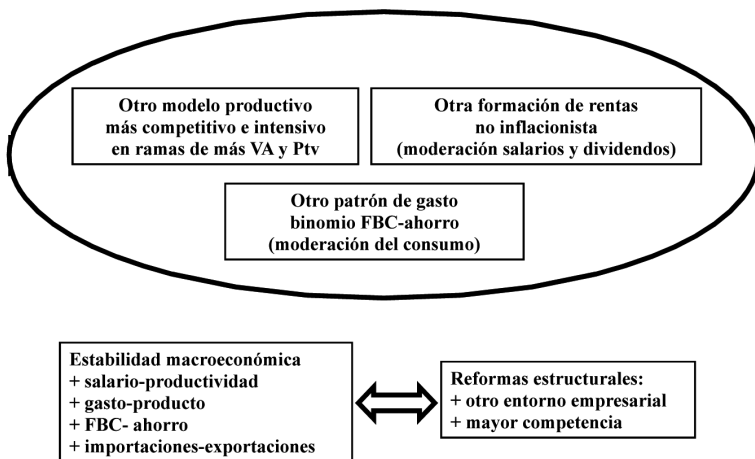 Otro modelo productivo
más competitivo e intensivo
en ramas de más VA y Ptv
Otra formación de rentas
no inflacionista
(moderación salarios y dividendos)
Otro patrón de gasto
binomio FBC-ahorro
(moderación del consumo)
Estabilidad macroeconómica
+ salario-productividad
+ gasto-producto
+ FBC- ahorro
+ importaciones-exportaciones
Reformas estructurales:
+ otro entorno empresarial
+ mayor competencia